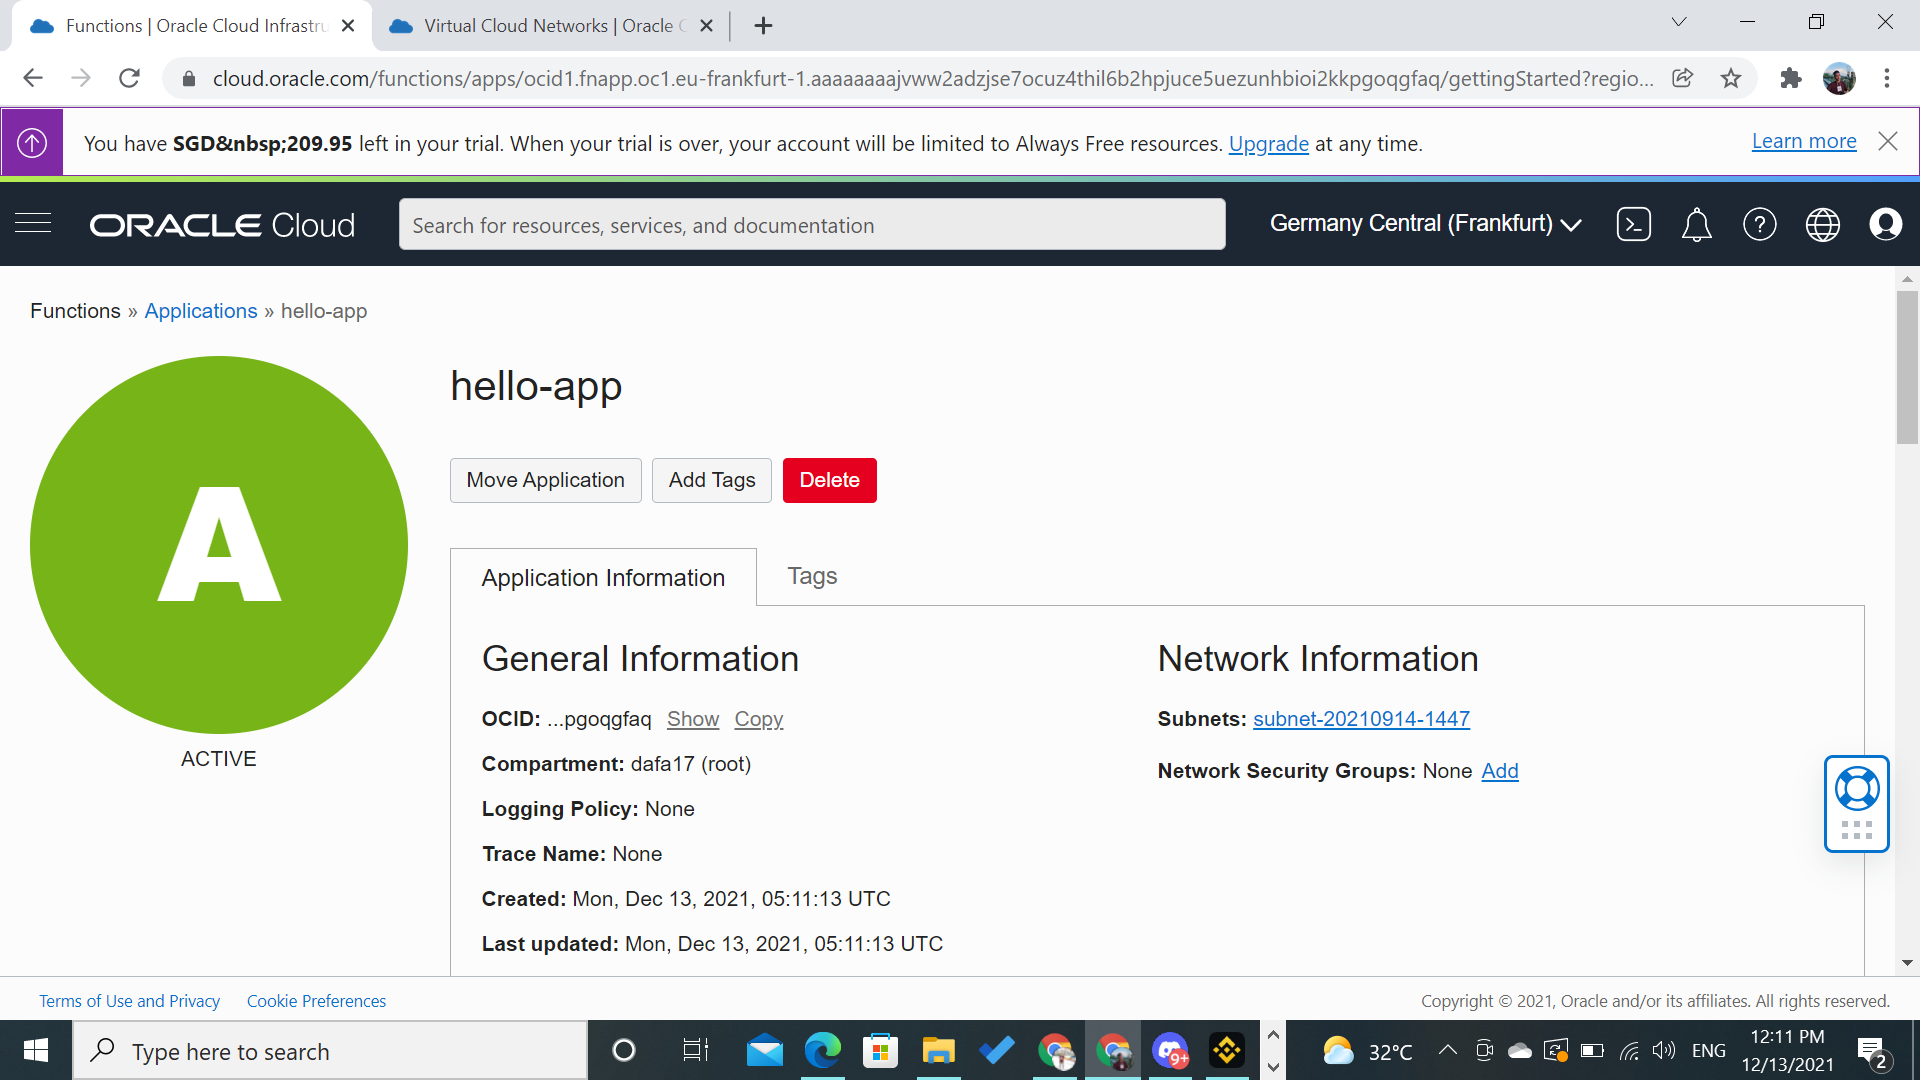 Functions | Oracle Cloud Infrastru
Virtual Cloud Networks | Oracle C
cloud.oracle.com/functions/apps/ocid1.fnapp.oc1.eu-frankfurt-1.aaaaaaaajvww2adzjse7ocuz4thil6b2hpjuce5uezunhbioi2kkpgoqgfaq/gettingStarted?regio...
You have SGD&nbsp;209.95 left in your trial. When your trial is over, your account will be limited to Always Free resources. Upgrade at any time.
Learn more
ORACLE Cloud
Search for resources, services, and documentation
Germany Central (Frankfurt)
Functions » Applications » hello-app
A
ACTIVE
hello-app
Move Application
Add Tags
Delete
Application Information
Tags
General Information
OCID: ...pgoqgfaq Show Copy
Compartment: dafa17 (root)
Logging Policy: None
Trace Name: None
Created: Mon, Dec 13, 2021, 05:11:13 UTC
Last updated: Mon, Dec 13, 2021, 05:11:13 UTC
Network Information
Subnets: subnet-20210914-1447
Network Security Groups: None Add
Terms of Use and Privacy
Cookie Preferences
Copyright © 2021, Oracle and/or its affiliates. All rights reserved.
Type here to search
9+
32°C
ENG
12:11 PM
12/13/2021
2